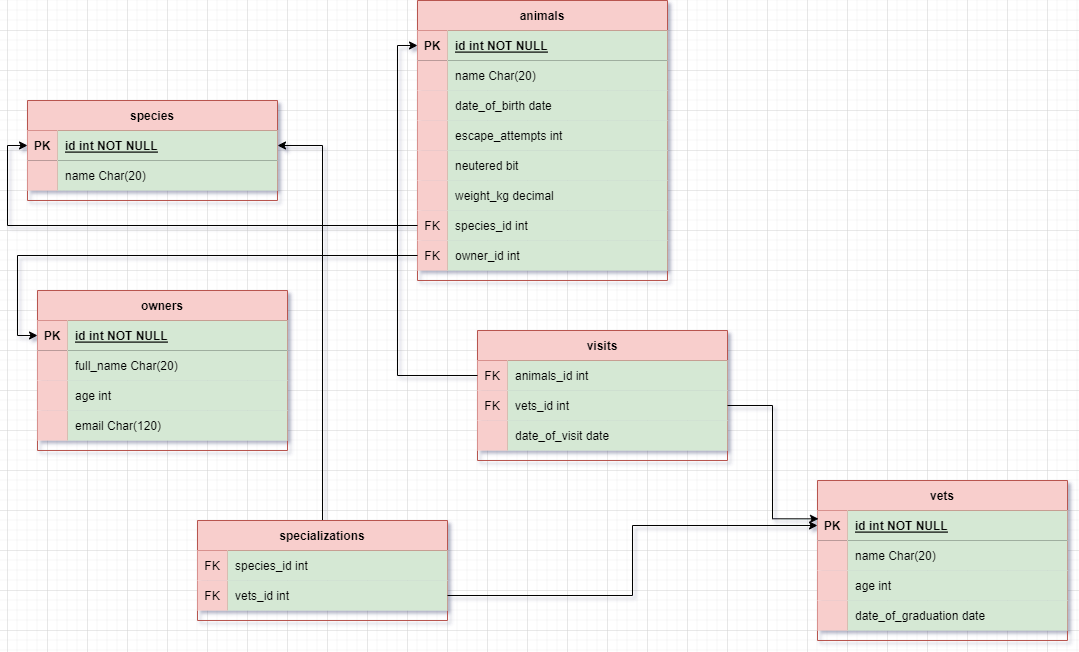 animals
PK id int NOT NULL
name Char(20)
date_of_birth date
escape_attempts int
neutered bit
weight_kg decimal
FK species_id int
FK owner_id int
species
PK id int NOT NULL
name Char(20)
owners
PK id int NOT NULL
full_name Char(20)
age int
email Char(120)
visits
FK animals_id int
FK vets_id int
date_of_visit date
specializations
FK species_id int
FK vets_id int
vets
PK id int NOT NULL
name Char(20)
age int
date_of_graduation date